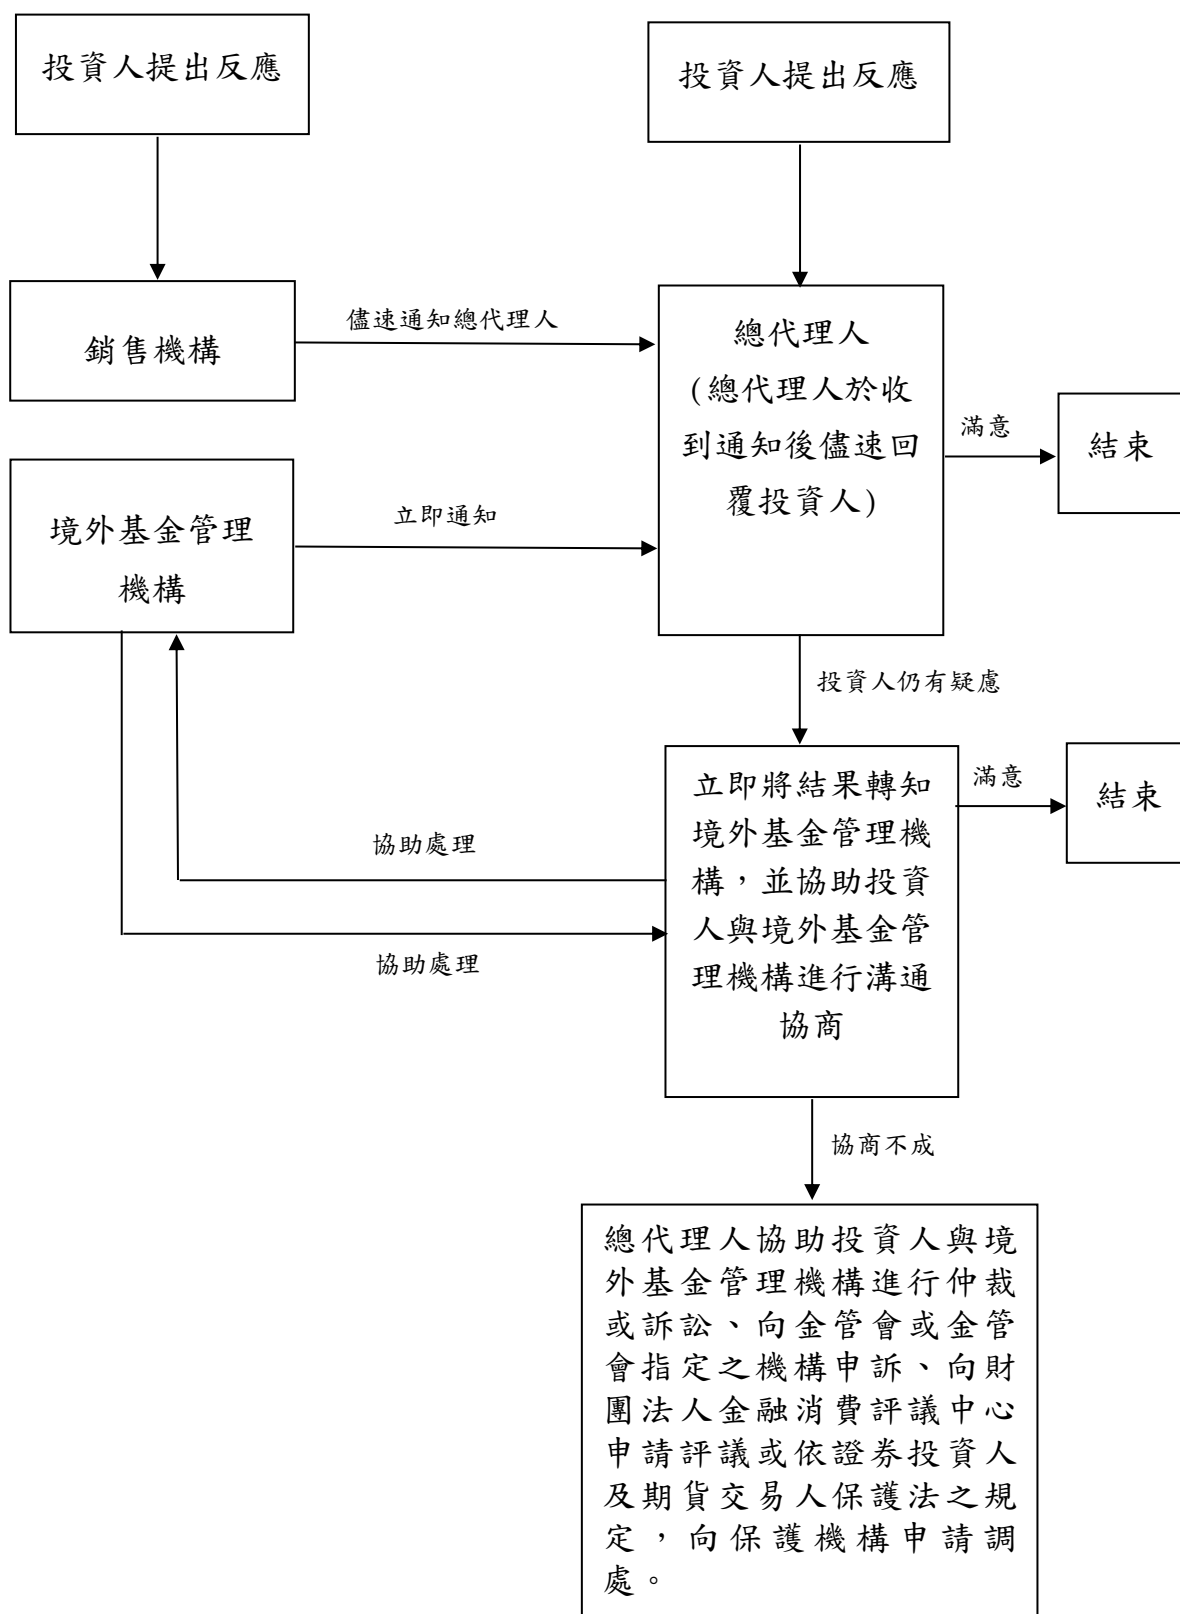 投資人提出反應
投資人提出反應
銷售機構
儘速通知總代理人
總代理人
(總代理人於收
到通知後儘速回
覆投資人)
滿意
結束
境外基金管理
機構
立即通知
投資人仍有疑慮
立即將結果轉知
境外基金管理機
構，並協助投資
人與境外基金管
理機構進行溝通
協商
滿意
結束
協助處理
協助處理
協商不成
總代理人協助投資人與境
外基金管理機構進行仲裁
或訴訟、向金管會或金管
會指定之機構申訴、向財
團法人金融消費評議中心
申請評議或依證券投資人
及期貨交易人保護法之規
定，向保護機構申請調
處。